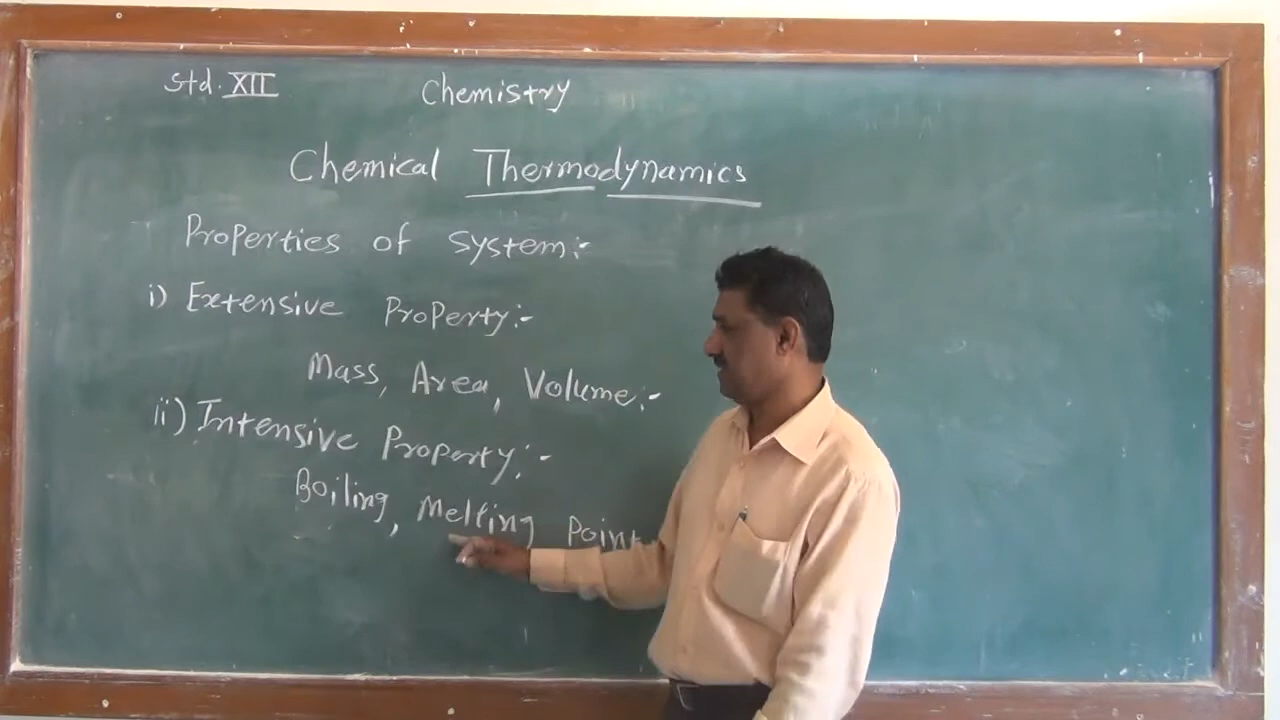 Std. XII Chemistry
Chemical Thermodynamics
Properties of System:-
i) Extensive Property:-
Mass, Area, Volume:-
ii) Intensive Property:-
Boiling, Melting Point